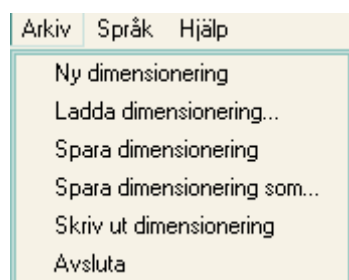 Arkiv Språk Hjälp
Ny dimensionering
Ladda dimensionering...
Spara dimensionering
Spara dimensionering som...
Skriv ut dimensionering
Avsluta